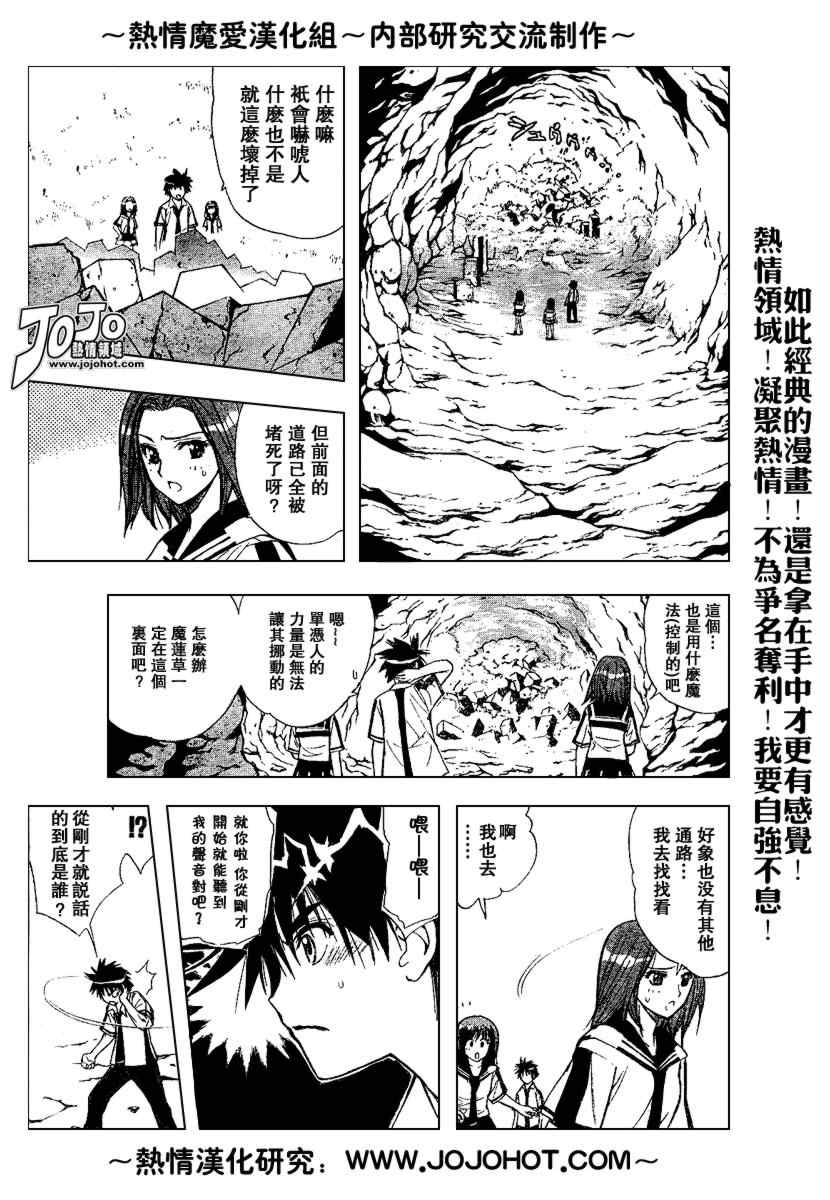 ～熱情魔愛漢化組～内部研究交流制作～
シュドドド
什麼嘛
祇會嚇唬人
什麼也不是
就這麼壞掉了
JOJO
熱情領域
www.jojohot.com
但前面的
道路已全被
堵死了呀？
這個…
也是用什麼魔
法(控制的)吧
嗯~~
單憑人的
力量是無法
讓其挪動的
怎麼辦
魔蓮草一
定在這個
裏面吧？
好象也没有其他
通路…
我去找找看
啊
我也去
……
喂—喂—
就你啦 你從剛才
開始就能聽到
我的聲音對吧？
!?
從剛才就説話
的到底是誰？
如此經典的漫畫！還是拿在手中才更有感覺！
熱情領域！凝聚熱情！不為爭名奪利！我要自強不息！
～熱情漢化研究：WWW.JOJOHOT.COM～